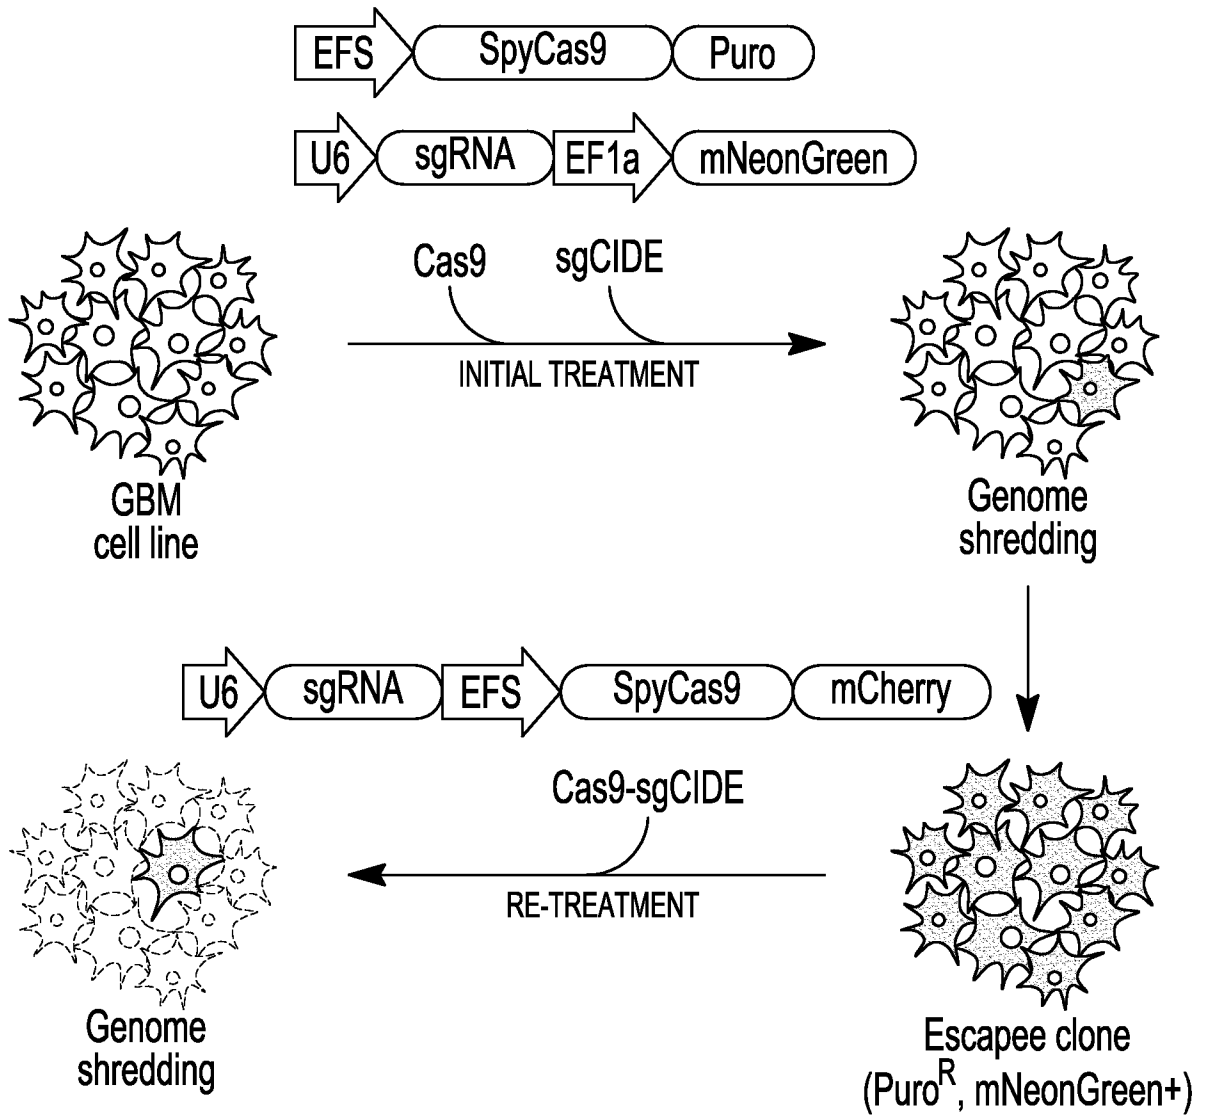 EFS SpyCas9 Puro
U6 sgRNA EF1a mNeonGreen
Cas9 sgCIDE
INITIAL TREATMENT
GBM
cell line
Genome
shredding
U6 sgRNA EFS SpyCas9 mCherry
Cas9-sgCIDE
RE-TREATMENT
Genome
shredding
Escapee clone
(Puro^R, mNeonGreen+)